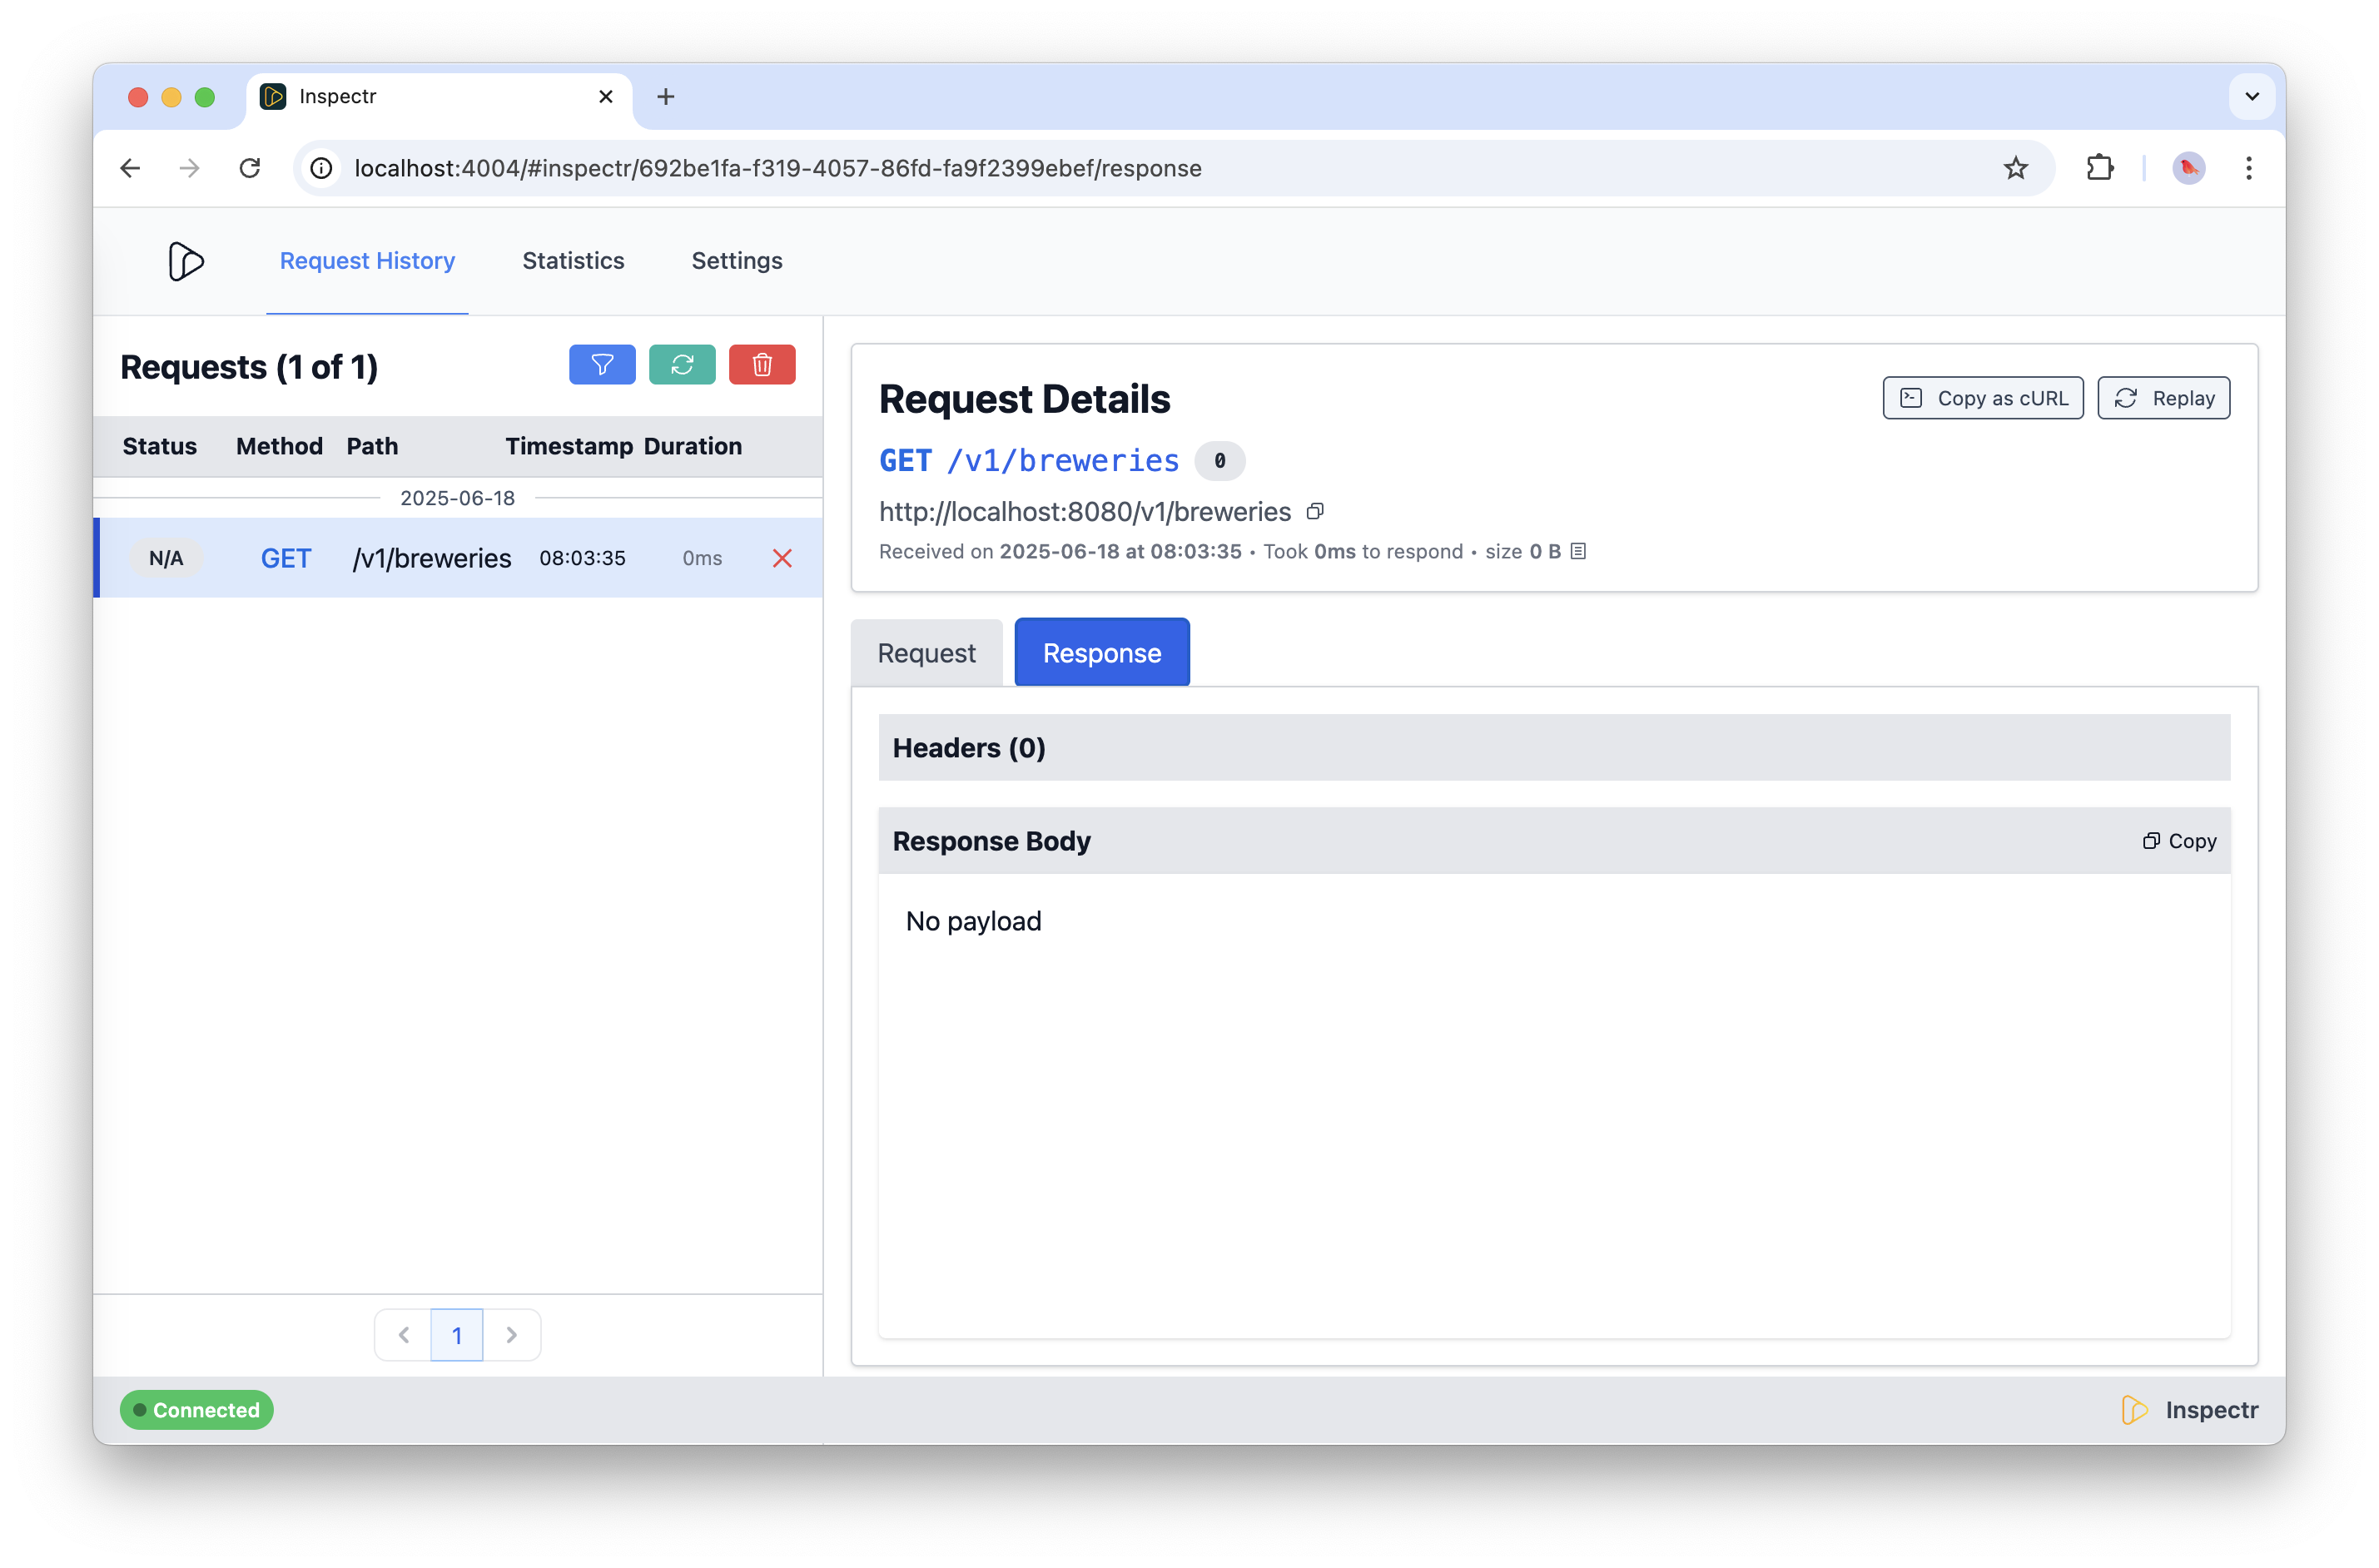 Inspectr
localhost:4004/#inspectr/692be1fa-f319-4057-86fd-fa9f2399ebef/response
Request History Statistics Settings
Requests (1 of 1)
Status Method Path Timestamp Duration
2025-06-18
N/A GET /v1/breweries 08:03:35 0ms
1
Connected
Request Details
Copy as cURL Replay
GET /v1/breweries 0
http://localhost:8080/v1/breweries
Received on 2025-06-18 at 08:03:35 • Took 0ms to respond • size 0 B
Request Response
Headers (0)
Response Body Copy
No payload
Inspectr